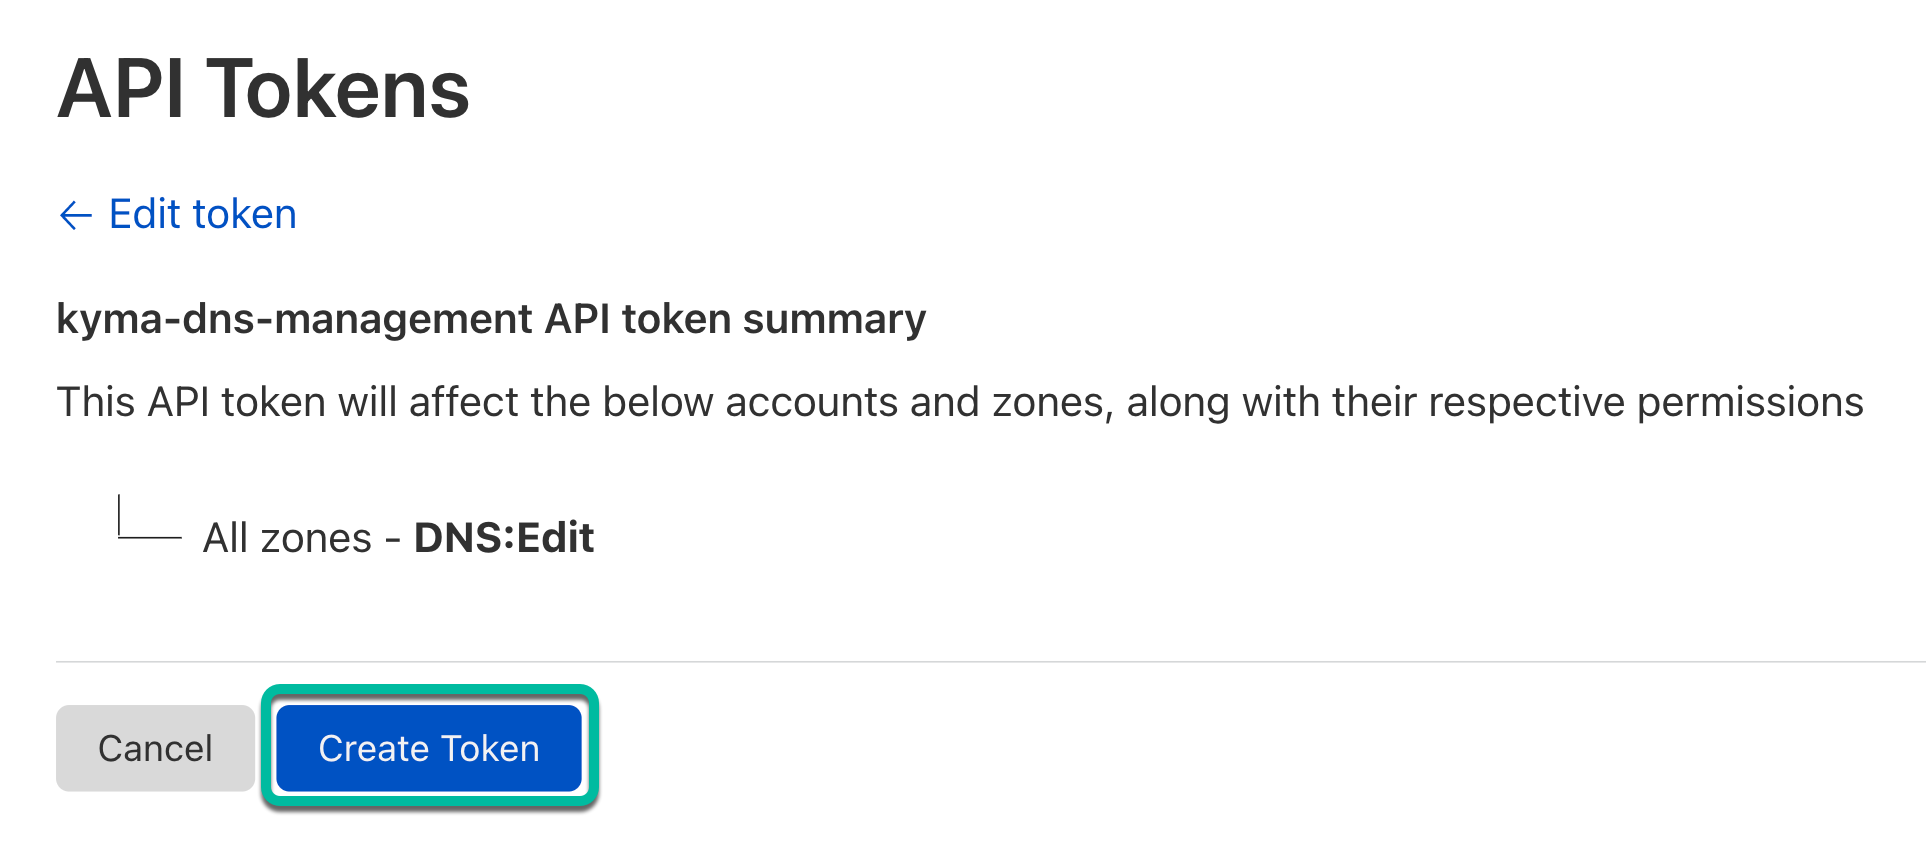 API Tokens
← Edit token
kyma-dns-management API token summary
This API token will affect the below accounts and zones, along with their respective permissions
All zones - DNS:Edit
Cancel
Create Token